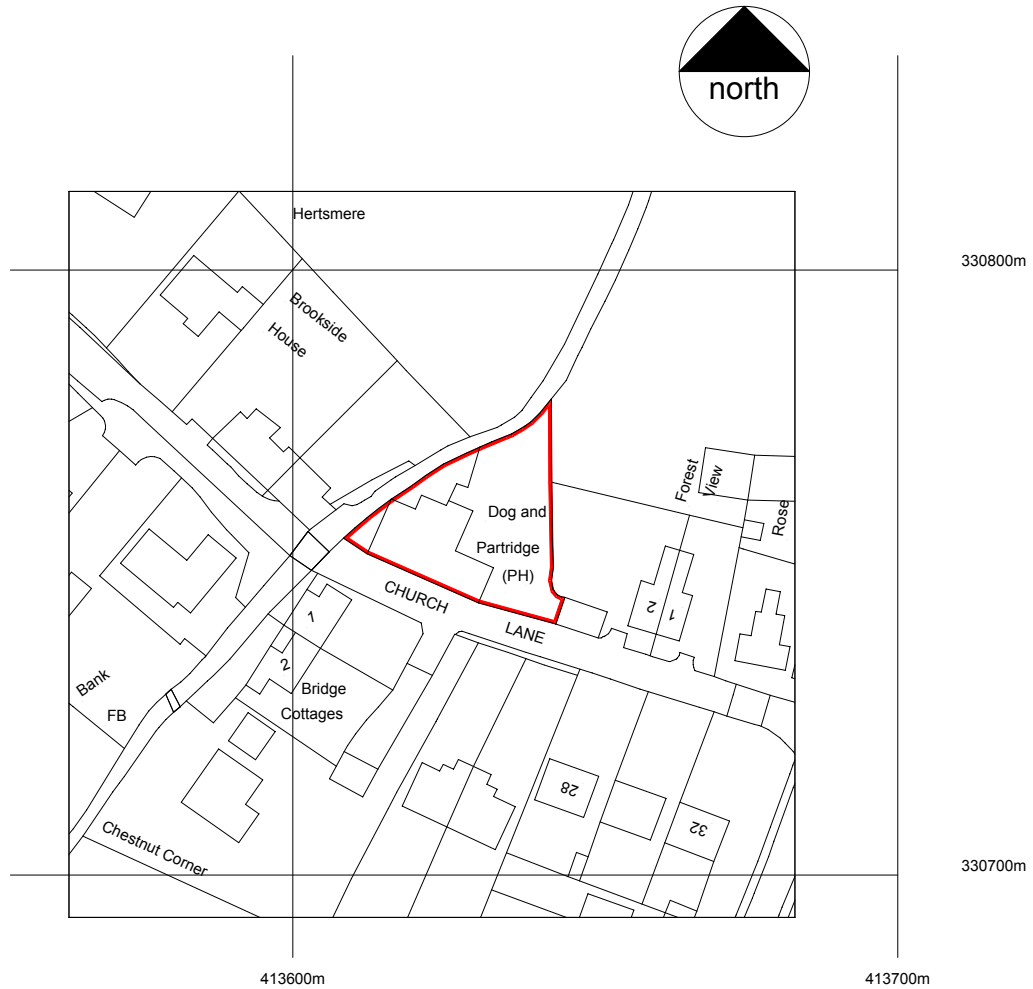 north
Hertsmere
330800m
Brookside
House
Forest
View
Rose
Dog and
Partridge
(PH)
CHURCH
LANE
1
2
2
1
Bridge
Cottages
Bank
FB
28
32
Chestnut Corner
330700m
413600m
413700m